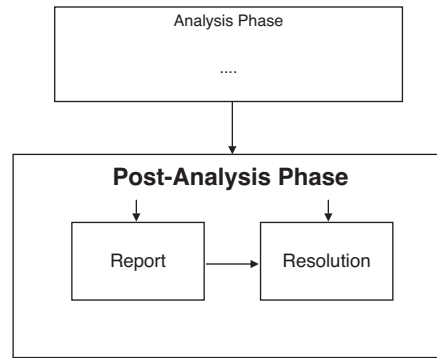 Analysis Phase
....
Post-Analysis Phase
Report
Resolution